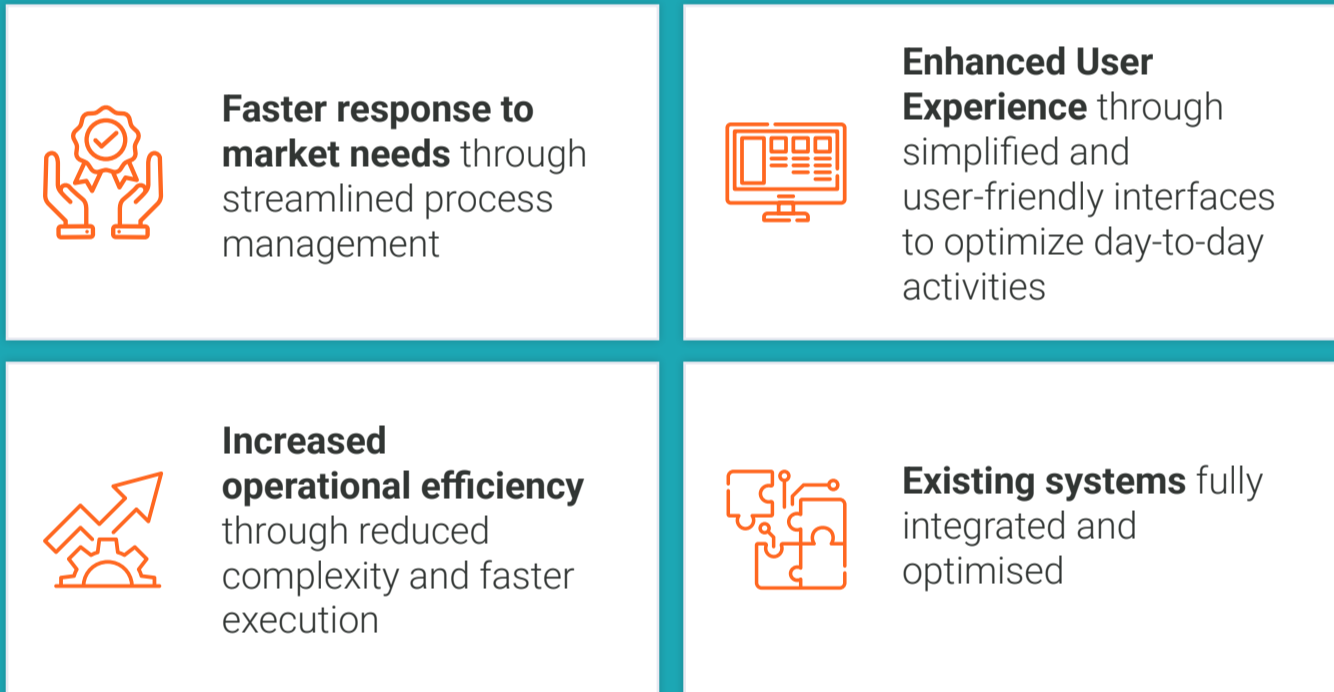 Faster response to
market needs through
streamlined process
management
Enhanced User
Experience through
simplified and
user-friendly interfaces
to optimize day-to-day
activities
Increased
operational efficiency
through reduced
complexity and faster
execution
Existing systems fully
integrated and
optimised